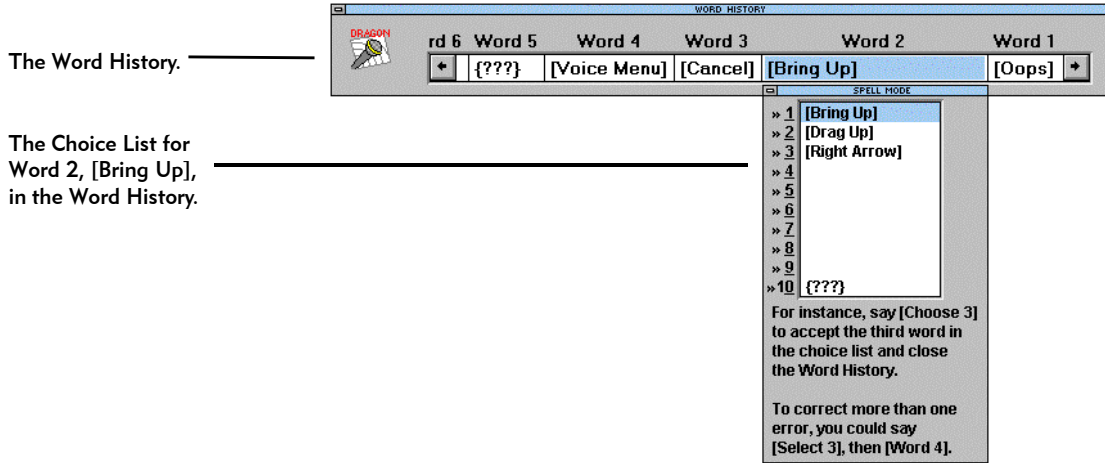 WORD HISTORY
DRAGON
rd 6 Word 5 Word 4 Word 3 Word 2 Word 1
{???} [Voice Menu] [Cancel] [Bring Up] [Oops]
The Word History.
SPELL MODE
» 1 [Bring Up]
» 2 [Drag Up]
» 3 [Right Arrow]
» 4
» 5
» 6
» 7
» 8
» 9
»10 {???}
The Choice List for
Word 2, [Bring Up],
in the Word History.
For instance, say [Choose 3]
to accept the third word in
the choice list and close
the Word History.
To correct more than one
error, you could say
[Select 3], then [Word 4].